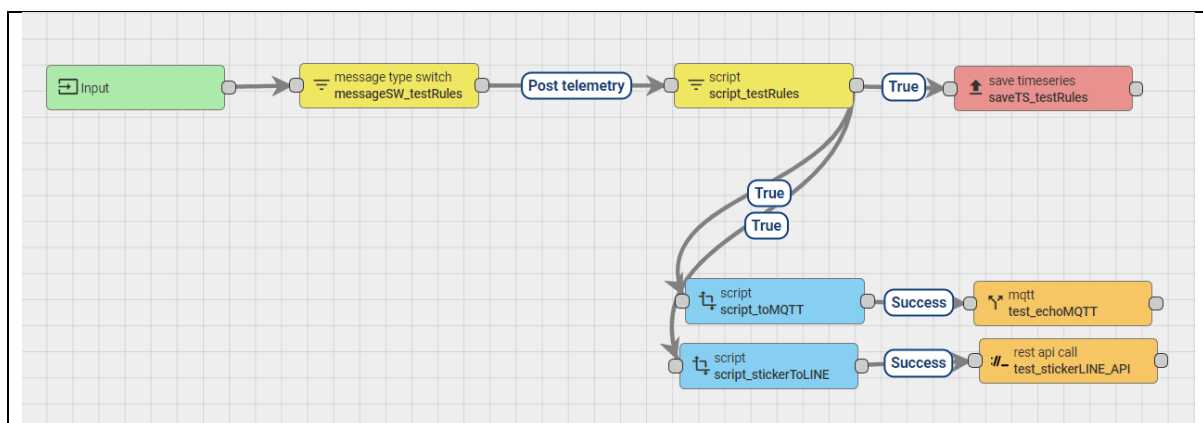 Input
message type switch
messageSW_testRules
Post telemetry
script
script_testRules
True
save timeseries
saveTS_testRules
True
True
script
script_toMQTT
Success
mqtt
test_echoMQTT
script
script_stickerToLINE
Success
rest api call
test_stickerLINE_API